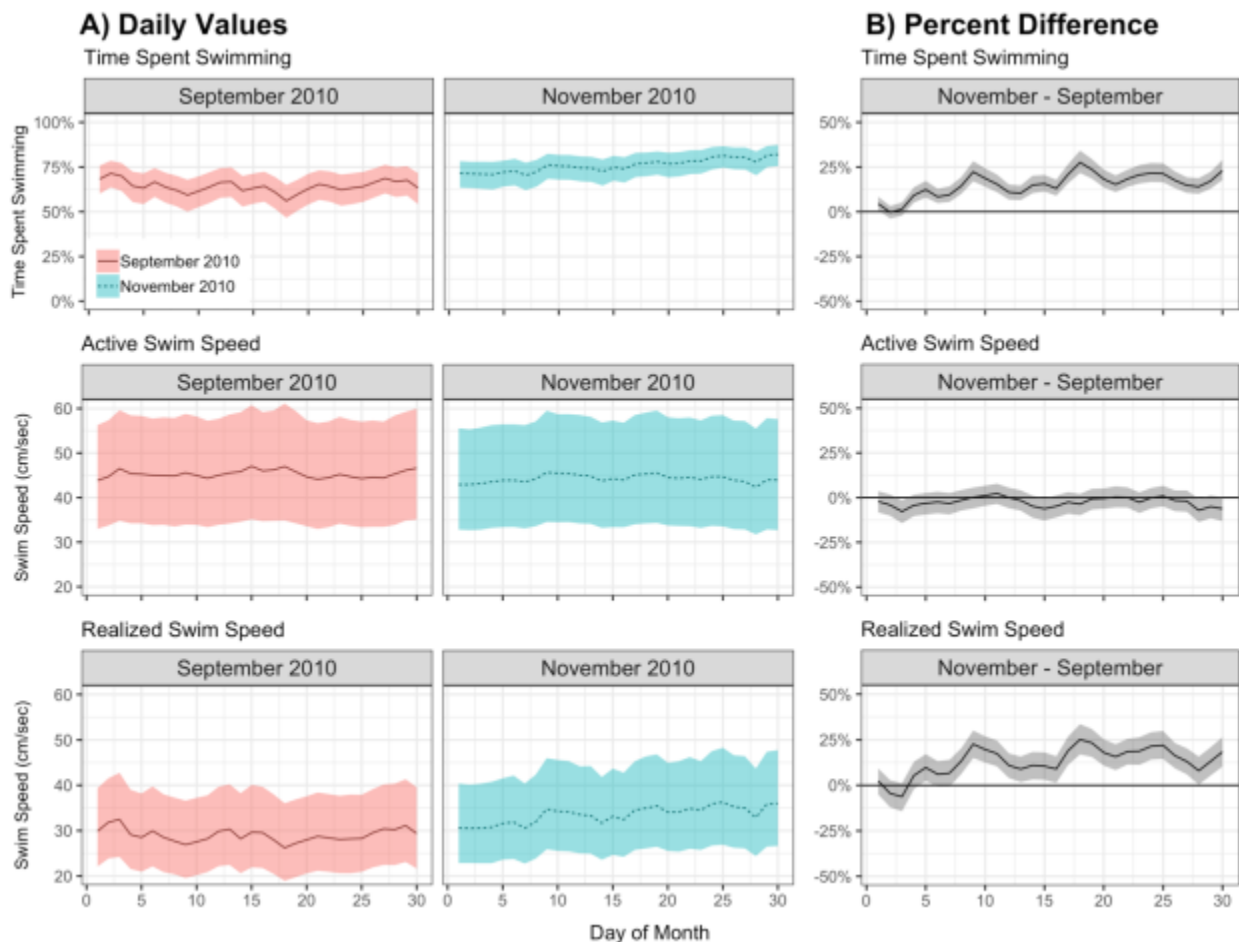 A) Daily Values
B) Percent Difference
Time Spent Swimming
Time Spent Swimming
September 2010
November 2010
November - September
100%
75%
50%
25%
0%
Time Spent Swimming
September 2010
November 2010
50%
25%
0%
-25%
-50%
Active Swim Speed
Active Swim Speed
September 2010
November 2010
November - September
60
50
40
30
20
Swim Speed (cm/sec)
50%
25%
0%
-25%
-50%
Realized Swim Speed
Realized Swim Speed
September 2010
November 2010
November - September
60
50
40
30
20
Swim Speed (cm/sec)
50%
25%
0%
-25%
-50%
0 5 10 15 20 25 30
0 5 10 15 20 25 30
0 5 10 15 20 25 30
Day of Month